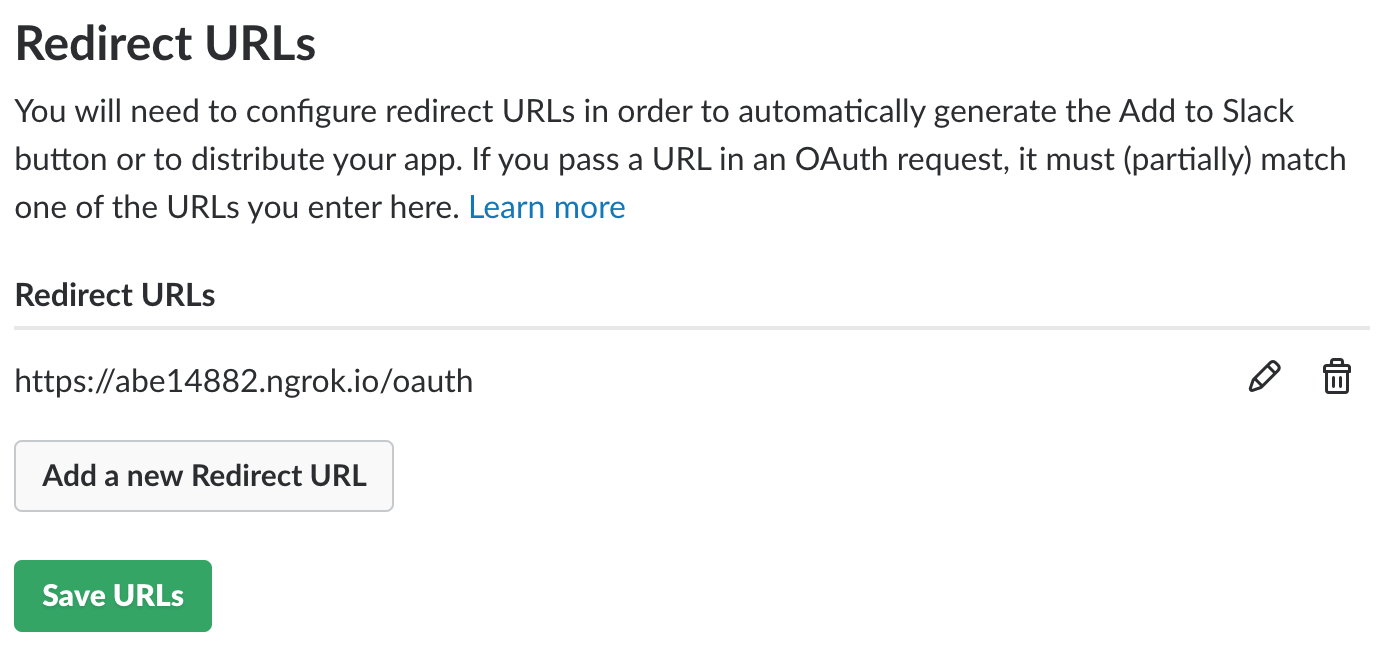 Redirect URLs
You will need to configure redirect URLs in order to automatically generate the Add to Slack
button or to distribute your app. If you pass a URL in an OAuth request, it must (partially) match
one of the URLs you enter here. Learn more
Redirect URLs
https://abe14882.ngrok.io/oauth
Add a new Redirect URL
Save URLs